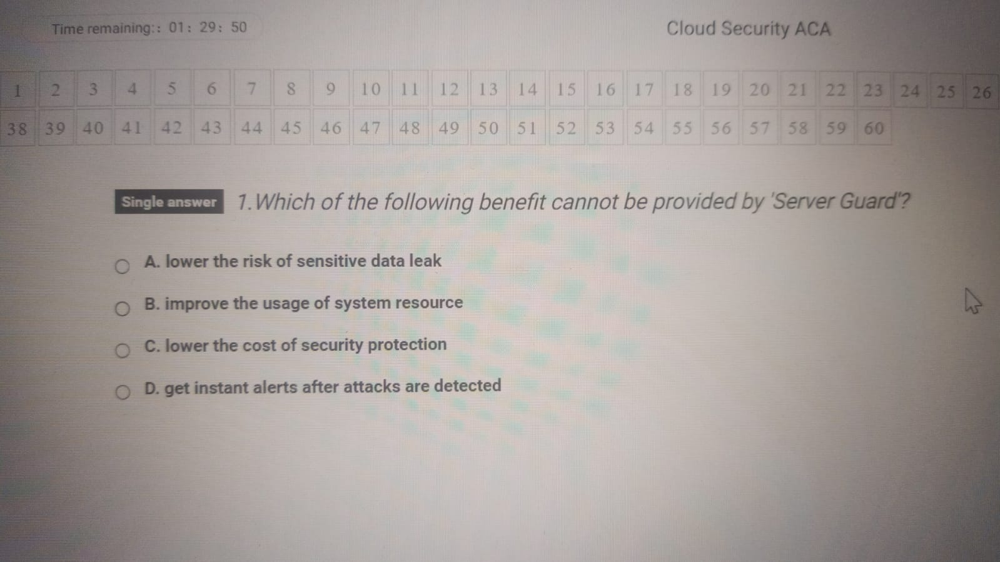 Time remaining:: 01: 29: 50
Cloud Security ACA
1 2 3 4 5 6 7 8 9 10 11 12 13 14 15 16 17 18 19 20 21 22 23 24 25 26
38 39 40 41 42 43 44 45 46 47 48 49 50 51 52 53 54 55 56 57 58 59 60
Single answer 1.Which of the following benefit cannot be provided by 'Server Guard'?
A. lower the risk of sensitive data leak
B. improve the usage of system resource
C. lower the cost of security protection
D. get instant alerts after attacks are detected